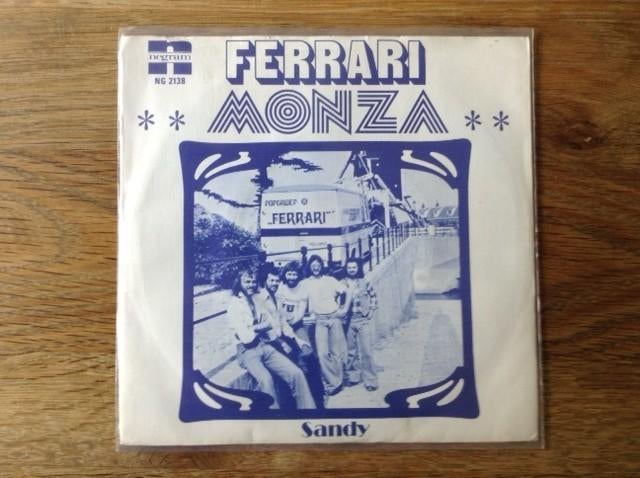 negram
NG 2138
FERRARI
* * MONZA * *
POPGROEP
"FERRARI"
Sandy